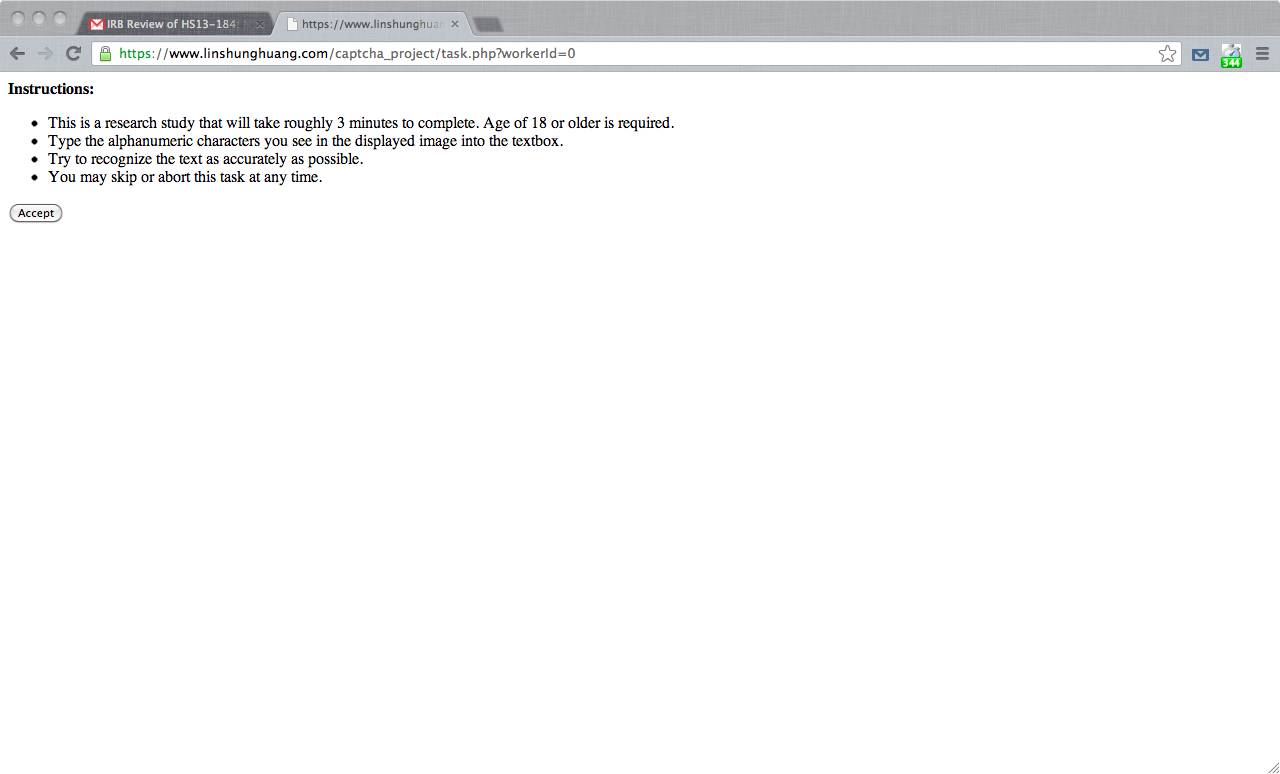 IRB Review of HS13-184:
https://www.linshunghuan
https://www.linshunghuang.com/captcha_project/task.php?workerId=0
344
Instructions:
This is a research study that will take roughly 3 minutes to complete. Age of 18 or older is required.
Type the alphanumeric characters you see in the displayed image into the textbox.
Try to recognize the text as accurately as possible.
You may skip or abort this task at any time.
Accept